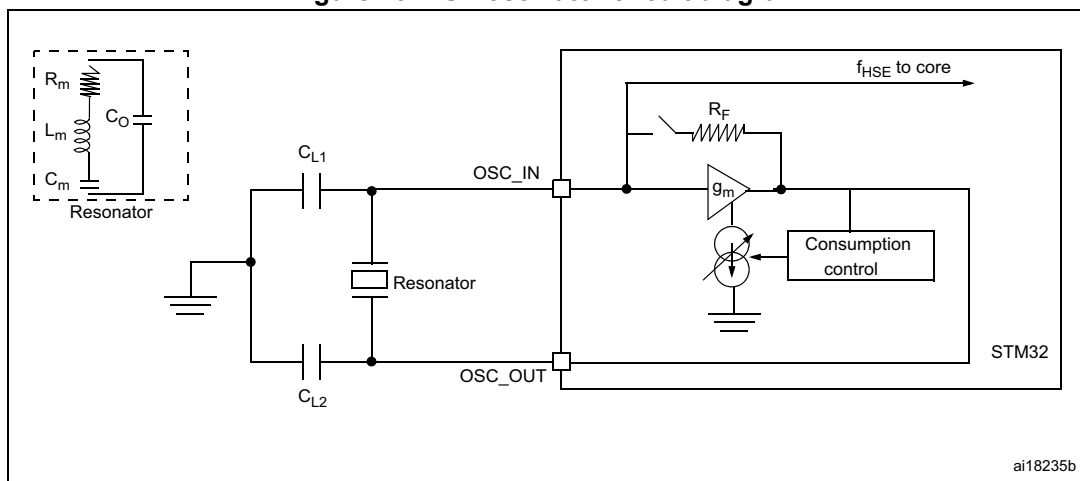 fHSE to core
Rm
RF
CO
Lm
CL1
OSC_IN
Cm
gm
Resonator
Consumption
control
Resonator
STM32
OSC_OUT
CL2
ai18235b